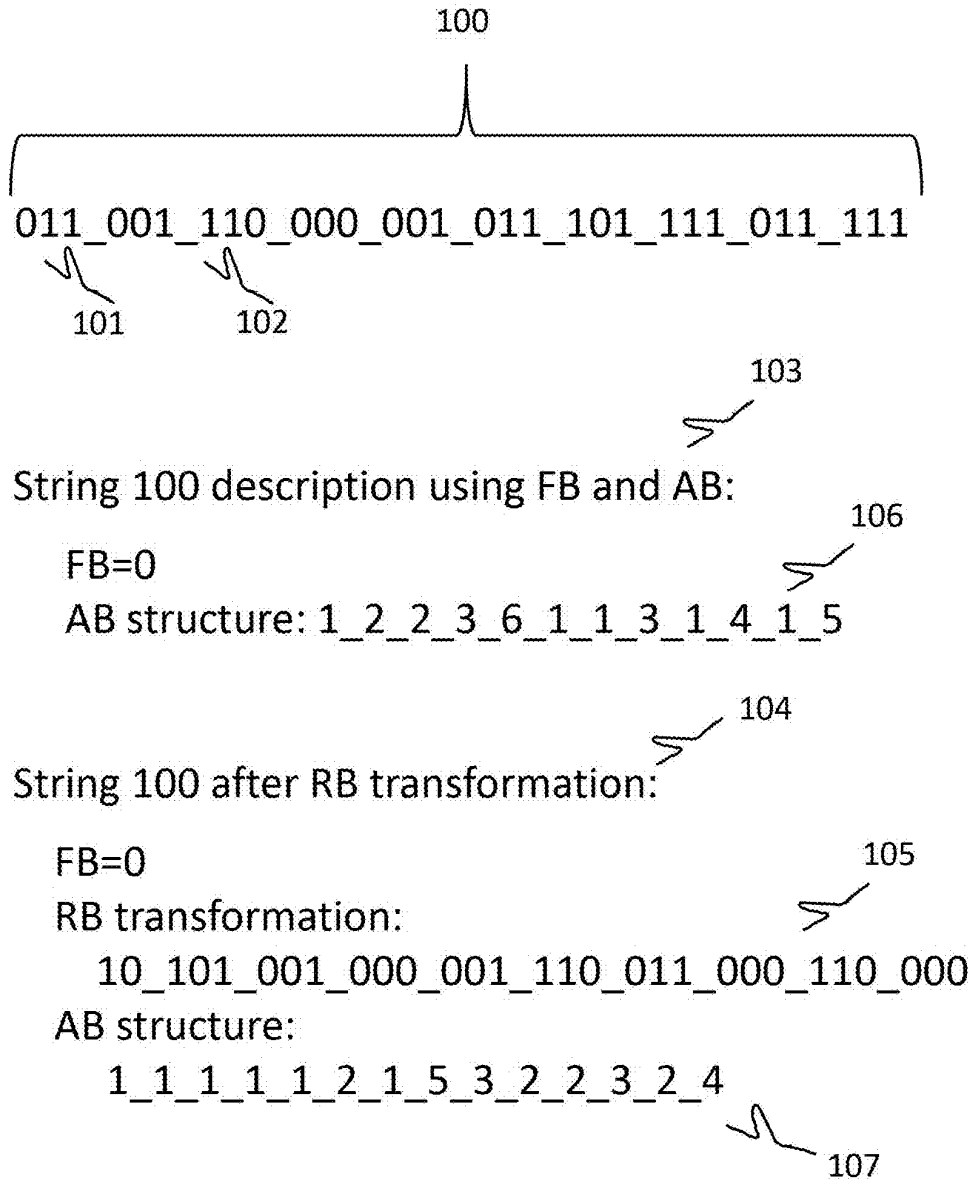 100
011_001_110_000_001_011_101_111_011_111
101 102
103
String 100 description using FB and AB:
106
FB=0
AB structure: 1_2_2_3_6_1_1_3_1_4_1_5
104
String 100 after RB transformation:
FB=0
105
RB transformation:
10_101_001_000_001_110_011_000_110_000
AB structure:
1_1_1_1_1_2_1_5_3_2_2_3_2_4
107